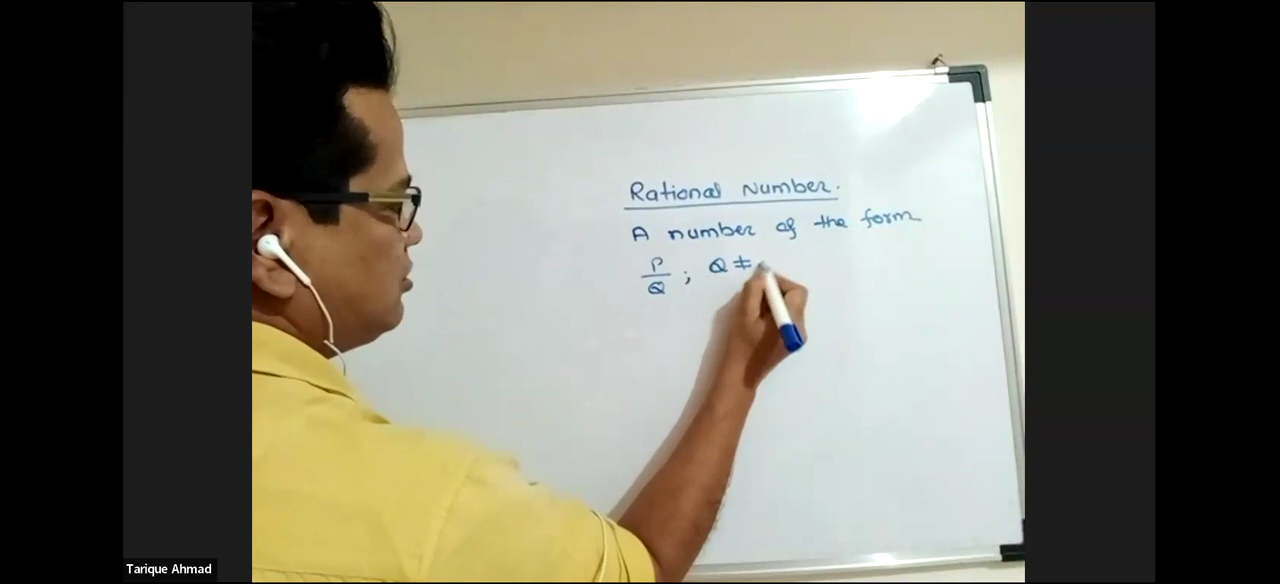 Rational Number.
A number of the form
P/Q ; Q ≠
Tarique Ahmad